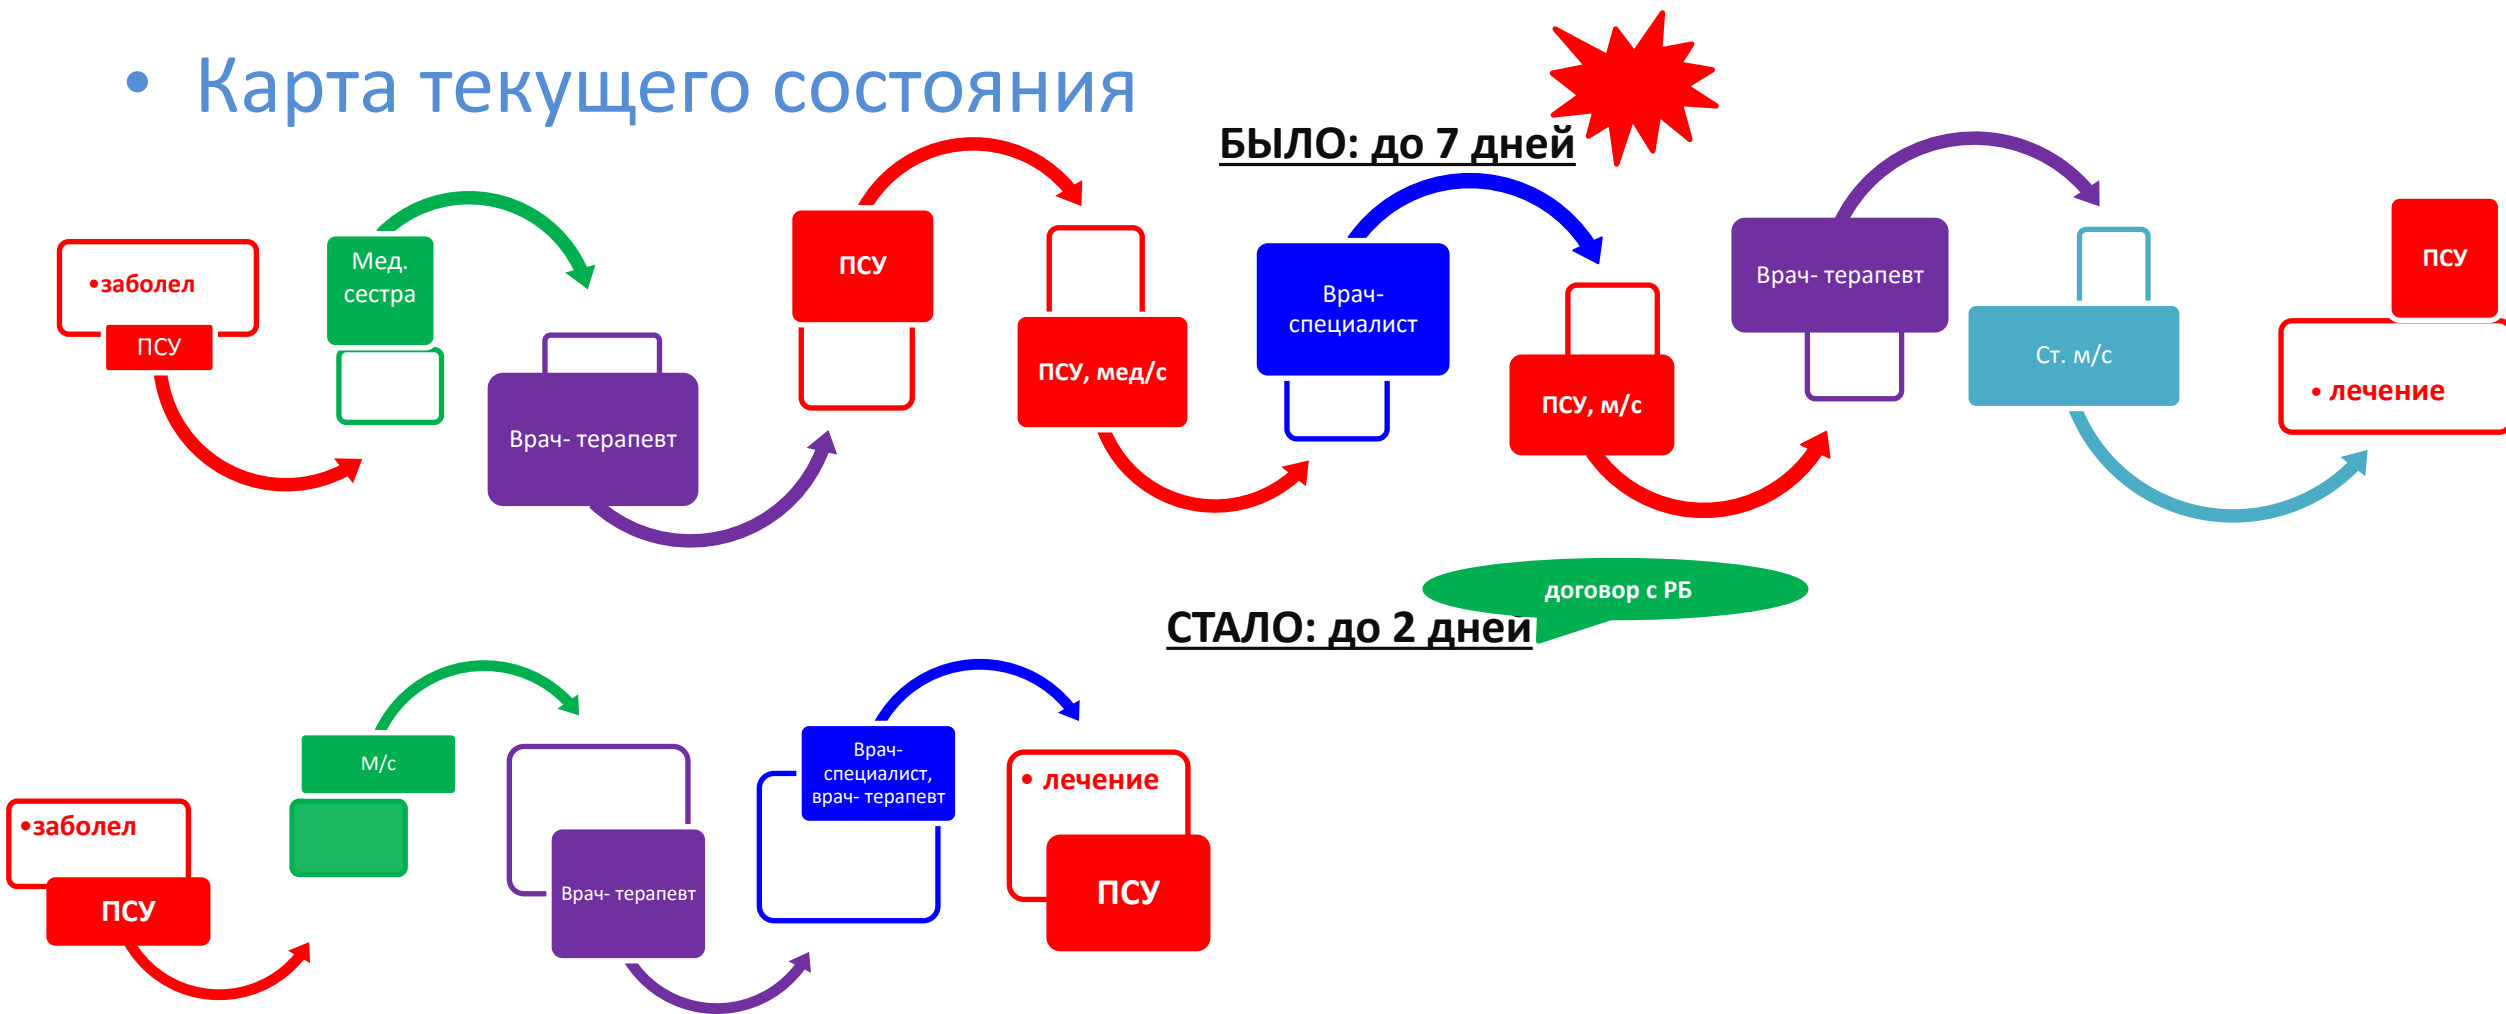 • Карта текущего состояния
БЫЛО: до 7 дней
•заболел
ПСУ
Мед.
сестра
Врач- терапевт
ПСУ
ПСУ, мед/с
Врач-
специалист
ПСУ, м/с
Врач- терапевт
Ст. м/с
ПСУ
• лечение
договор с РБ
СТАЛО: до 2 дней
•заболел
ПСУ
М/с
Врач- терапевт
Врач-
специалист,
врач- терапевт
• лечение
ПСУ